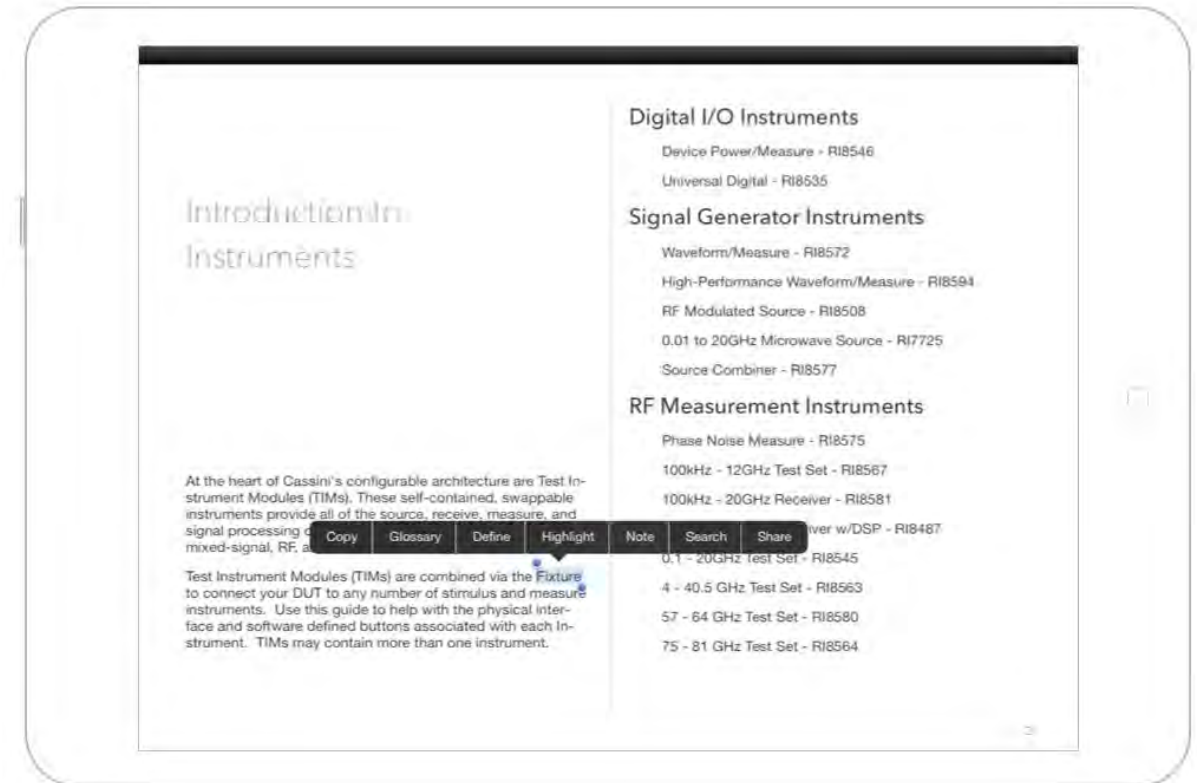 Introduction to
Instruments
At the heart of Cassini's configurable architecture are Test In-
strument Modules (TIMs). These self-contained, swappable
instruments provide all of the source, receive, measure, and
signal processing
mixed-signal, RF,
Copy Glossary Define Highlight Note Search Share
Test Instrument Modules (TIMs) are combined via the Fixture
to connect your DUT to any number of stimulus and measure
instruments. Use this guide to help with the physical inter-
face and software defined buttons associated with each In-
strument. TIMs may contain more than one instrument.
Digital I/O Instruments
Device Power/Measure - RI8546
Universal Digital - RI8535
Signal Generator Instruments
Waveform/Measure - RI8572
High-Performance Waveform/Measure - RI8594
RF Modulated Source - RI8508
0.01 to 20GHz Microwave Source - RI7725
Source Combiner - RI8577
RF Measurement Instruments
Phase Noise Measure - RI8575
100kHz - 12GHz Test Set - RI8567
100kHz - 20GHz Receiver - RI8581
w/DSP - RI8487
0.1 - 20GHz Test Set - RI8545
4 - 40.5 GHz Test Set - RI8563
57 - 64 GHz Test Set - RI8580
75 - 81 GHz Test Set - RI8564